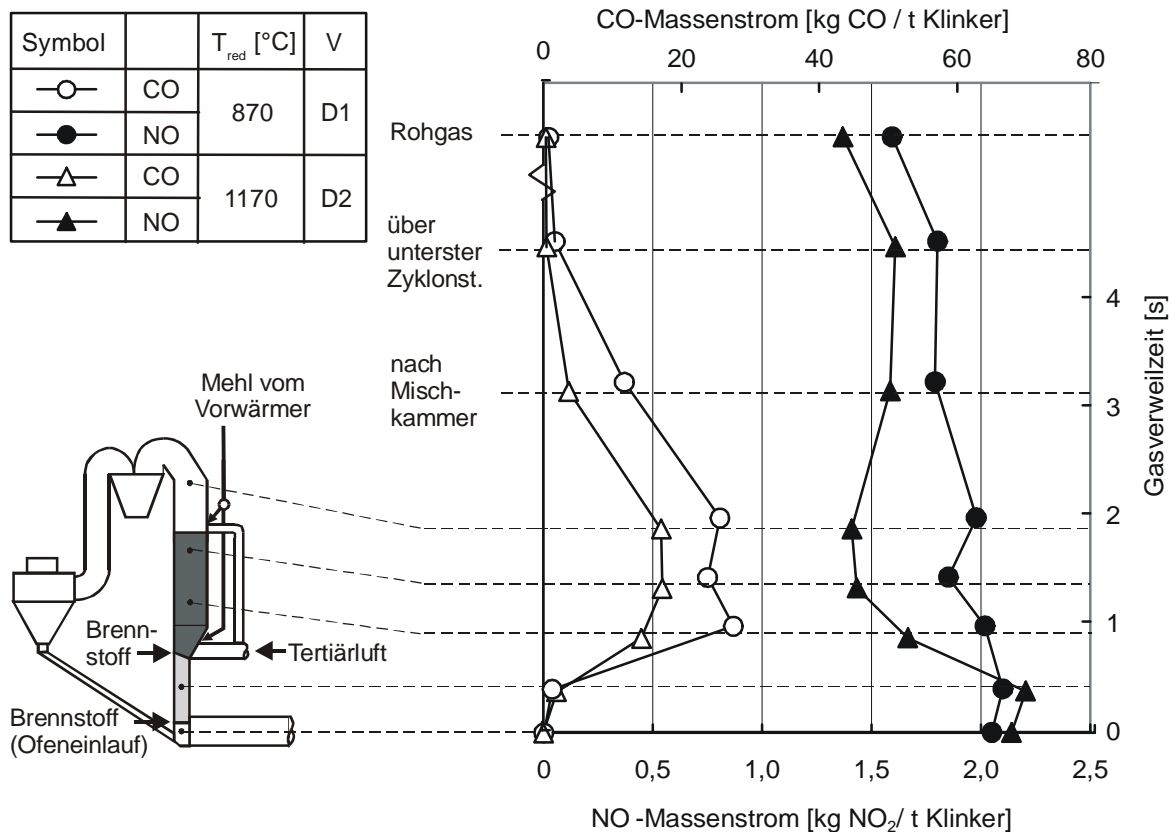 CO-Massenstrom [kg CO / t Klinker]
0 20 40 60 80
Symbol T_red [°C] V
CO
870 D1
NO
CO
1170 D2
NO
Rohgas
über
unterster
Zyklonst.
nach
Misch-
kammer
Mehl vom
Vorwärmer
Brenn-
stoff
Tertiärluft
Brennstoff
(Ofeneinlauf)
4
3
2
1
0
Gasverweilzeit [s]
0 0,5 1,0 1,5 2,0 2,5
NO -Massenstrom [kg NO₂/ t Klinker]